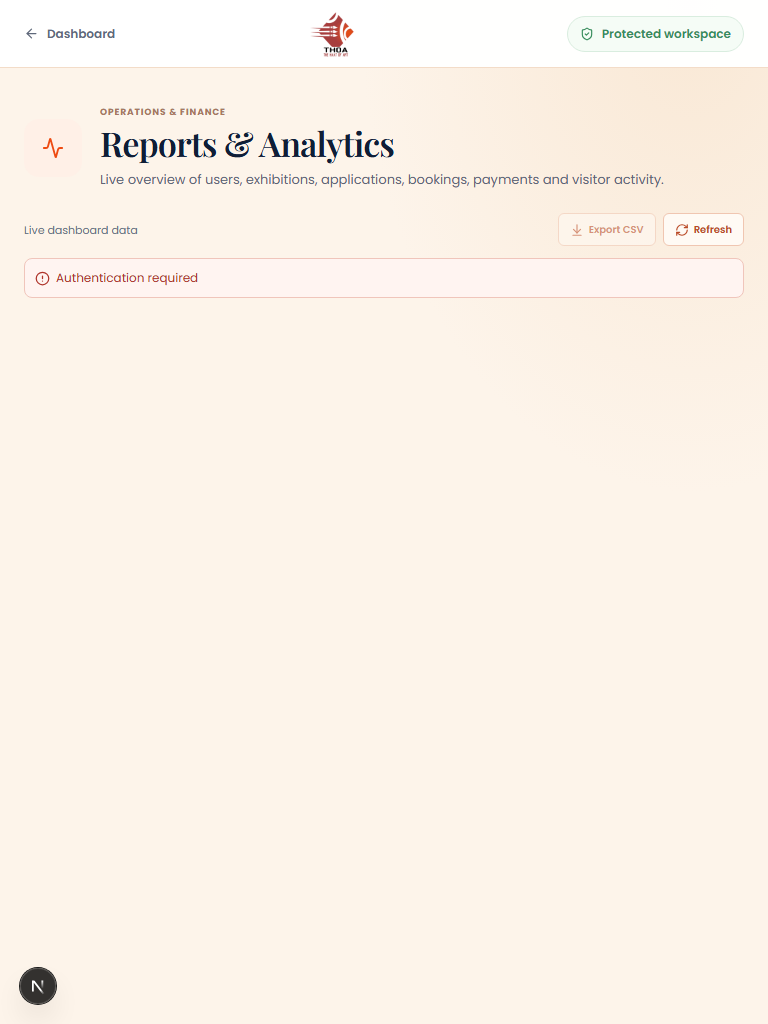 Dashboard
THOA
Protected workspace
OPERATIONS & FINANCE
Reports & Analytics
Live overview of users, exhibitions, applications, bookings, payments and visitor activity.
Live dashboard data
Export CSV
Refresh
Authentication required
N